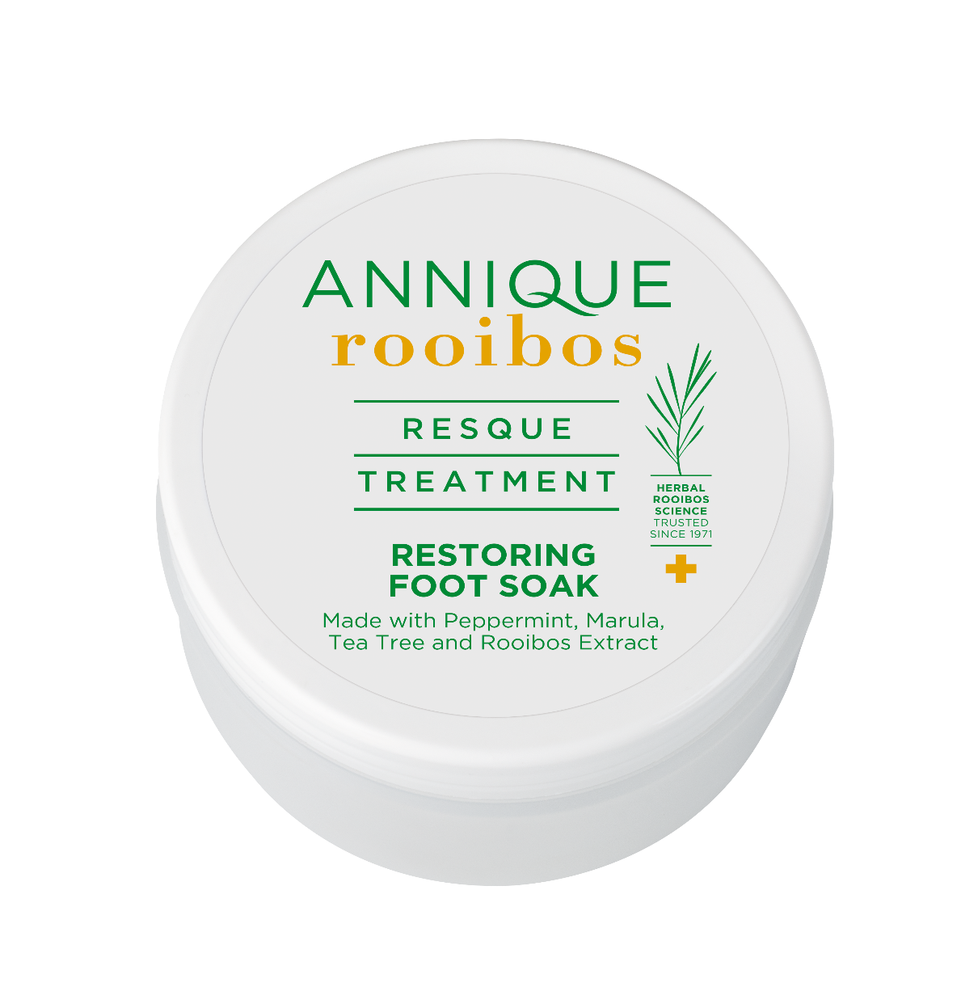 ANNIQUE
rooibos
RESQUE
TREATMENT
HERBAL
ROOIBOS
SCIENCE
TRUSTED
SINCE 1971
RESTORING
FOOT SOAK
Made with Peppermint, Marula,
Tea Tree and Rooibos Extract